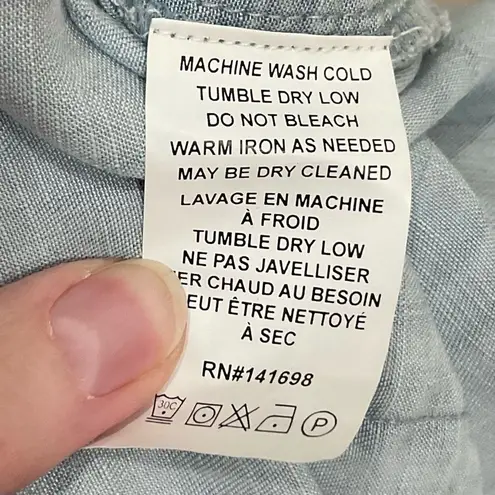 MACHINE WASH COLD
TUMBLE DRY LOW
DO NOT BLEACH
WARM IRON AS NEEDED
MAY BE DRY CLEANED
LAVAGE EN MACHINE
À FROID
TUMBLE DRY LOW
NE PAS JAVELLISER
CHAUD AU BESOIN
ÊTRE NETTOYÉ
À SEC
RN#141698
30C P